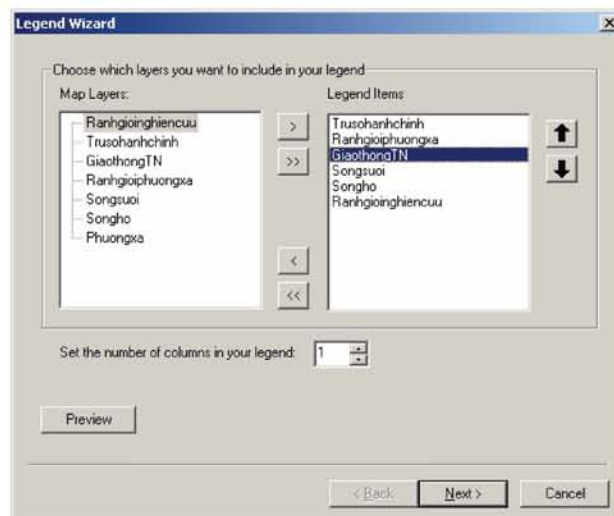 Legend Wizard
Choose which layers you want to include in your legend
Map Layers:
Ranhgioinghiencuu
Trusohanhchinh
GiaothongTN
Ranhgioiphuongxa
Songsuoi
Songho
Phuongxa
>
>>
<
<<
Legend Items
Trusohanhchinh
Ranhgioiphuongxa
GiaothongTN
Songsuoi
Songho
Ranhgioinghiencuu
Set the number of columns in your legend: 1
Preview
< Back Next > Cancel